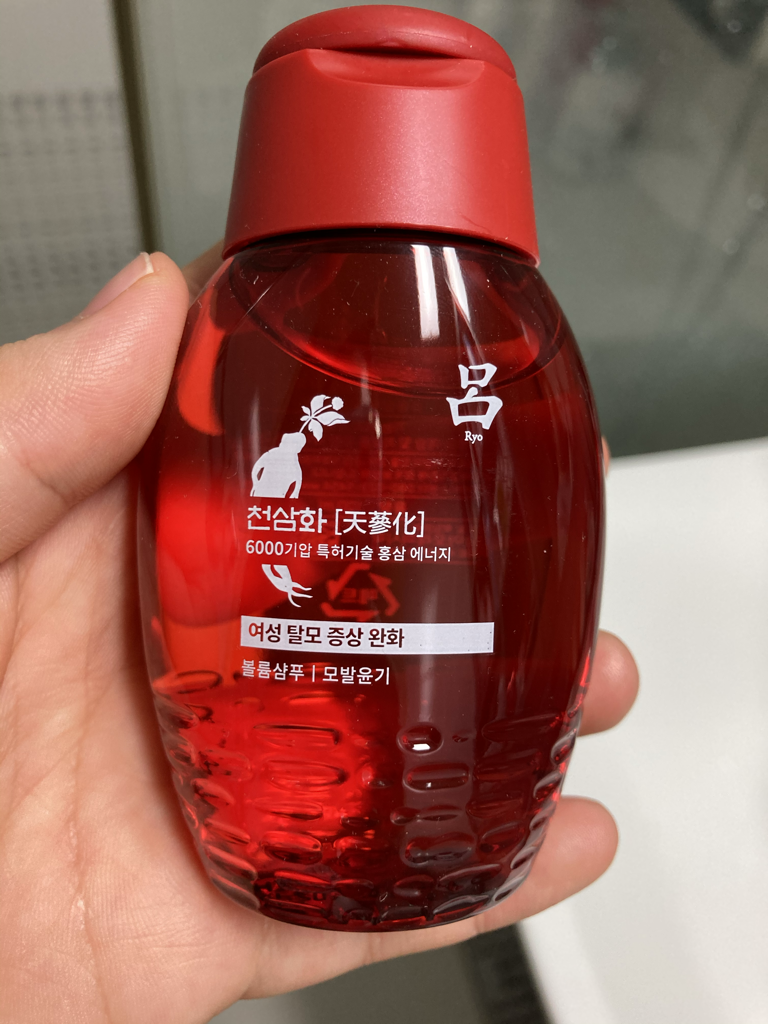 呂
Ryo
천삼화 [天蔘化]
6000기압 특허기술 홍삼 에너지
여성 탈모 증상 완화
볼륨샴푸 | 모발윤기